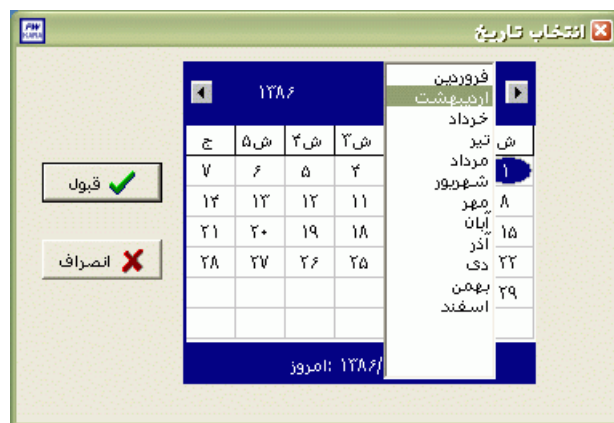 انتخاب تاریخ
۱۳۸۶
فروردین
اردیبهشت
خرداد
تیر
مرداد
شهریور
مهر
آبان
آذر
دی
بهمن
اسفند
ش ش۳ ش۴ ش۵ ج
۱ ۴ ۵ ۶ ۷
۸ ۱۱ ۱۲ ۱۳ ۱۴
۱۵ ۱۸ ۱۹ ۲۰ ۲۱
۲۲ ۲۵ ۲۶ ۲۷ ۲۸
۲۹
امروز: ۱۳۸۶/
قبول
انصراف